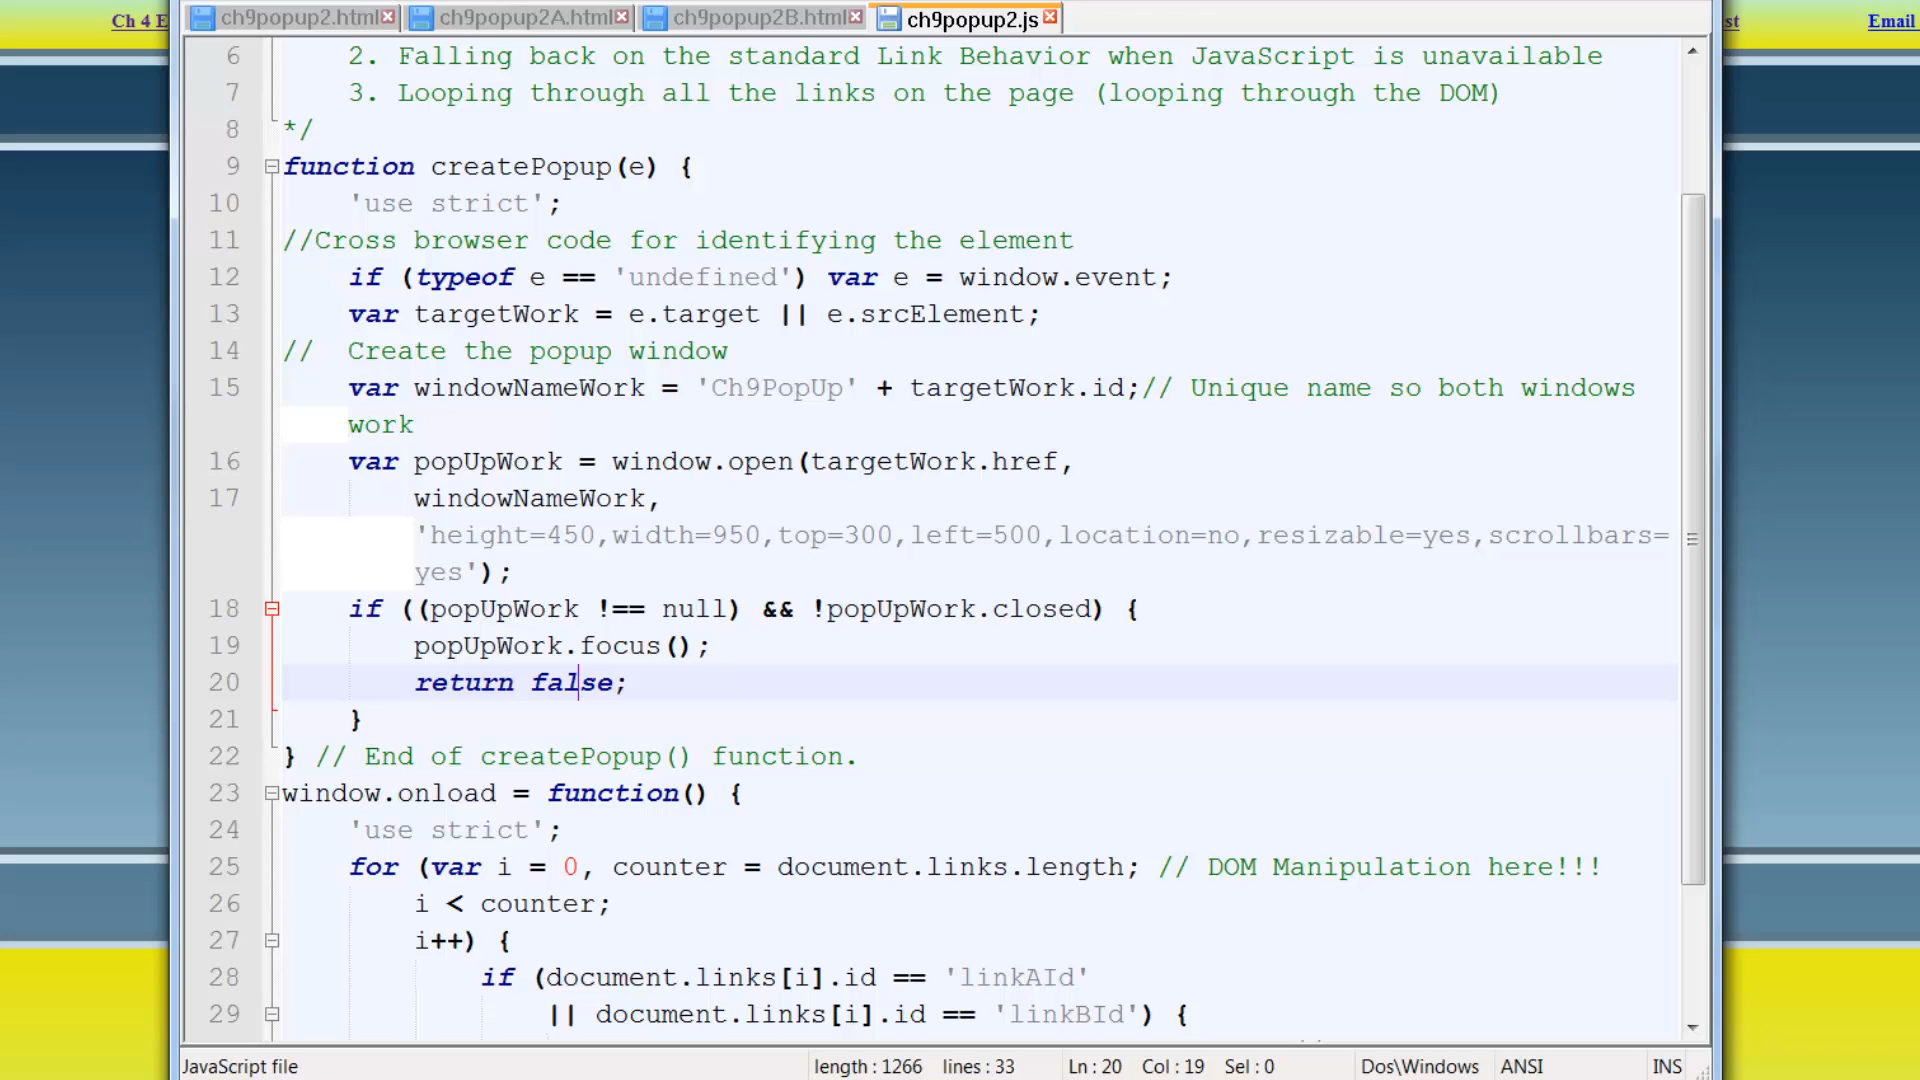 Ch 4 E
ch9popup2.html
ch9popup2A.html
ch9popup2B.html
ch9popup2.js
st
Email
6 2. Falling back on the standard Link Behavior when JavaScript is unavailable
7 3. Looping through all the links on the page (looping through the DOM)
8 */
9 function createPopup(e) {
10 'use strict';
11 //Cross browser code for identifying the element
12 if (typeof e == 'undefined') var e = window.event;
13 var targetWork = e.target || e.srcElement;
14 //  Create the popup window
15 var windowNameWork = 'Ch9PopUp' + targetWork.id;// Unique name so both windows
work
16 var popUpWork = window.open(targetWork.href,
17 windowNameWork,
'height=450,width=950,top=300,left=500,location=no,resizable=yes,scrollbars=
yes');
18 if ((popUpWork !== null) && !popUpWork.closed) {
19 popUpWork.focus();
20 return false;
21 }
22 } // End of createPopup() function.
23 window.onload = function() {
24 'use strict';
25 for (var i = 0, counter = document.links.length; // DOM Manipulation here!!!
26 i < counter;
27 i++) {
28 if (document.links[i].id == 'linkAId'
29 || document.links[i].id == 'linkBId') {
JavaScript file
length : 1266 lines : 33
Ln : 20 Col : 19 Sel : 0
Dos\Windows
ANSI
INS